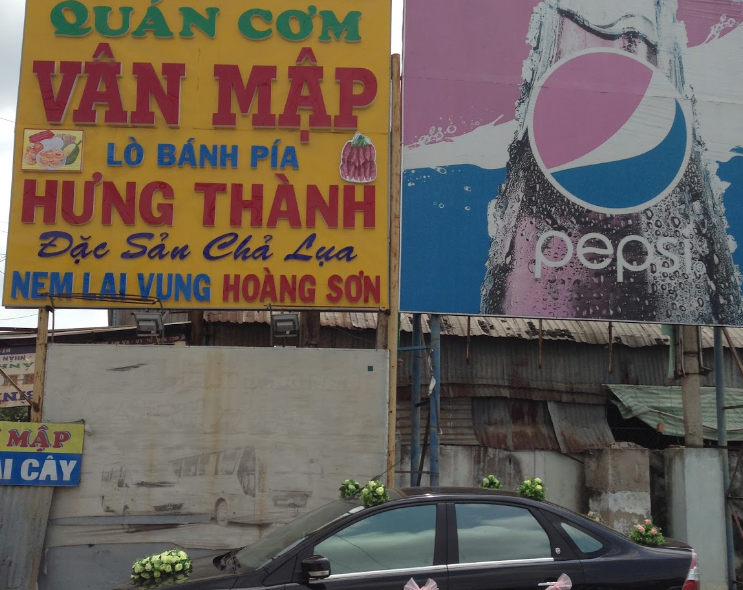 QUÁN CƠM
VÂN MẬP
LÒ BÁNH PÍA
HƯNG THÀNH
Đặc Sản Chả Lụa
NEM LAI VUNG HOÀNG SƠN
pepsi
MẬP
CÂY